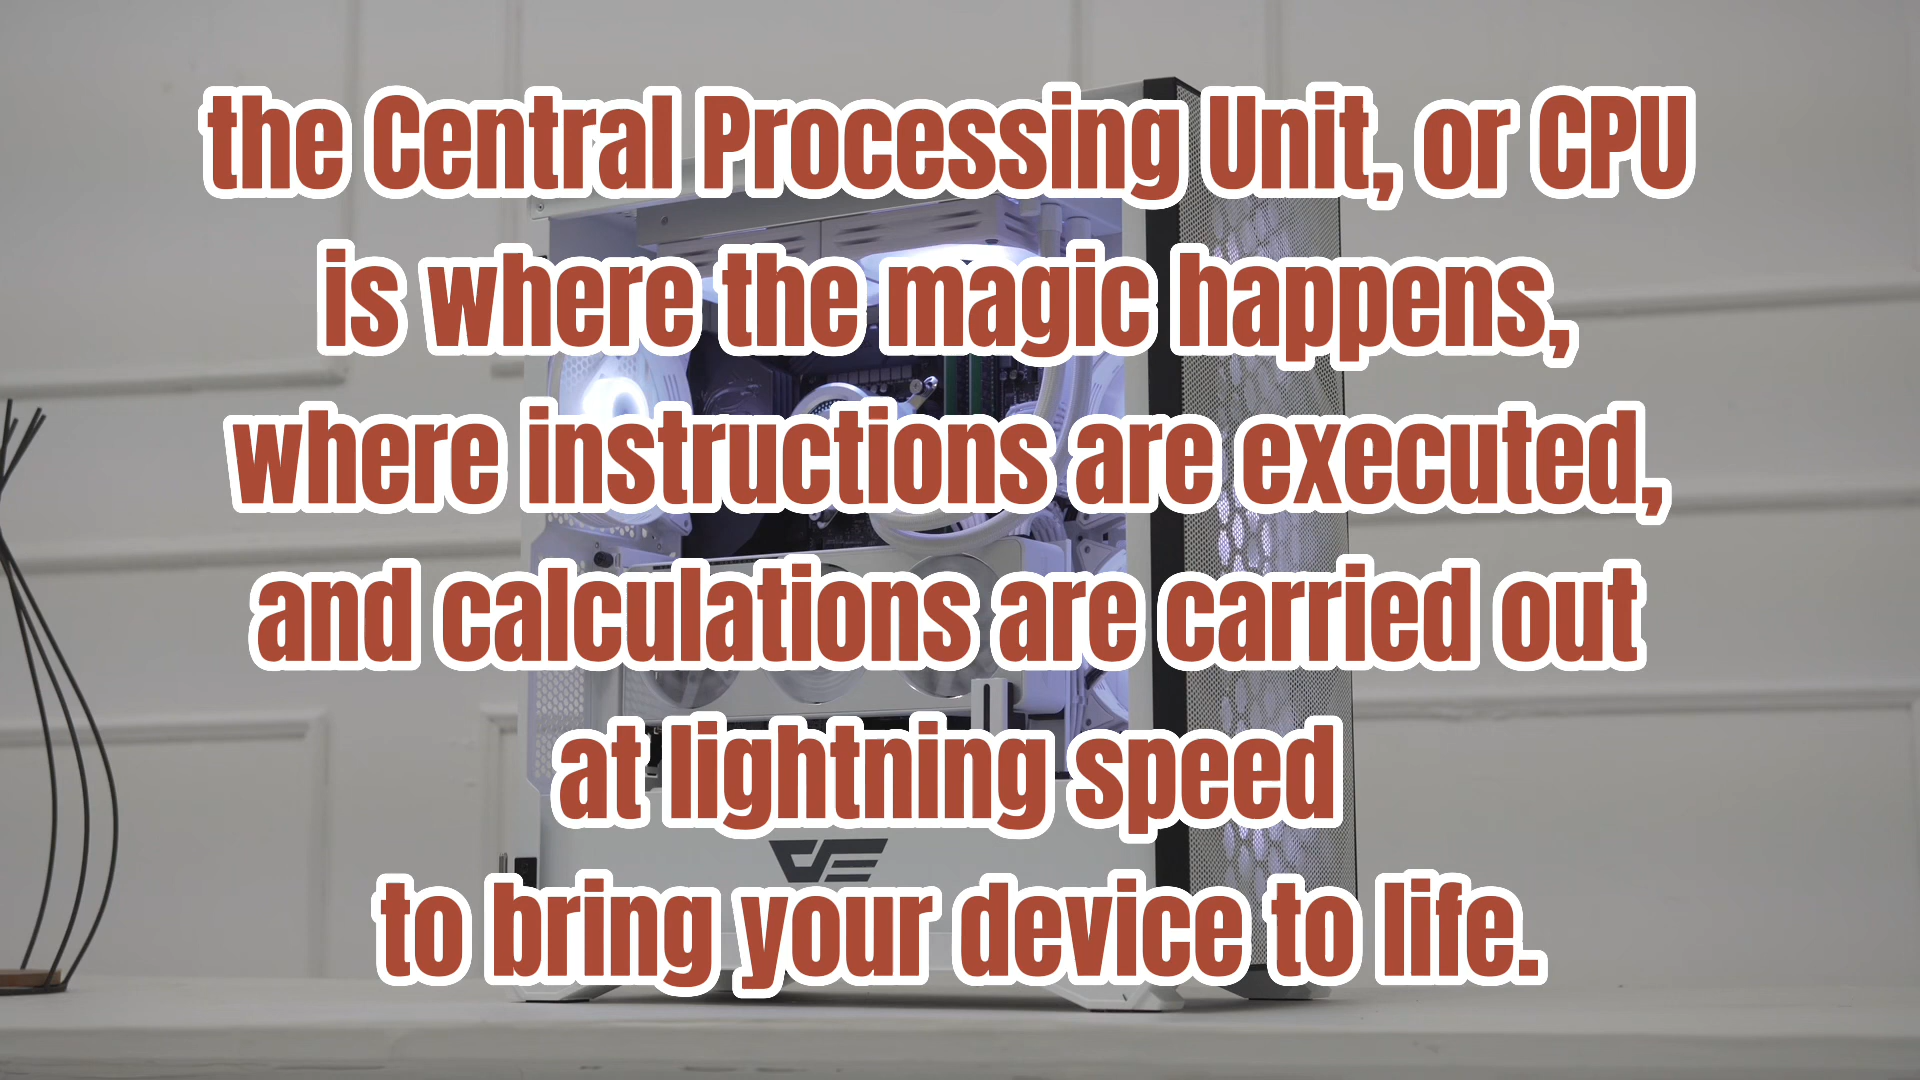 the Central Processing Unit, or CPU
is where the magic happens,
where instructions are executed,
and calculations are carried out
at lightning speed
to bring your device to life.